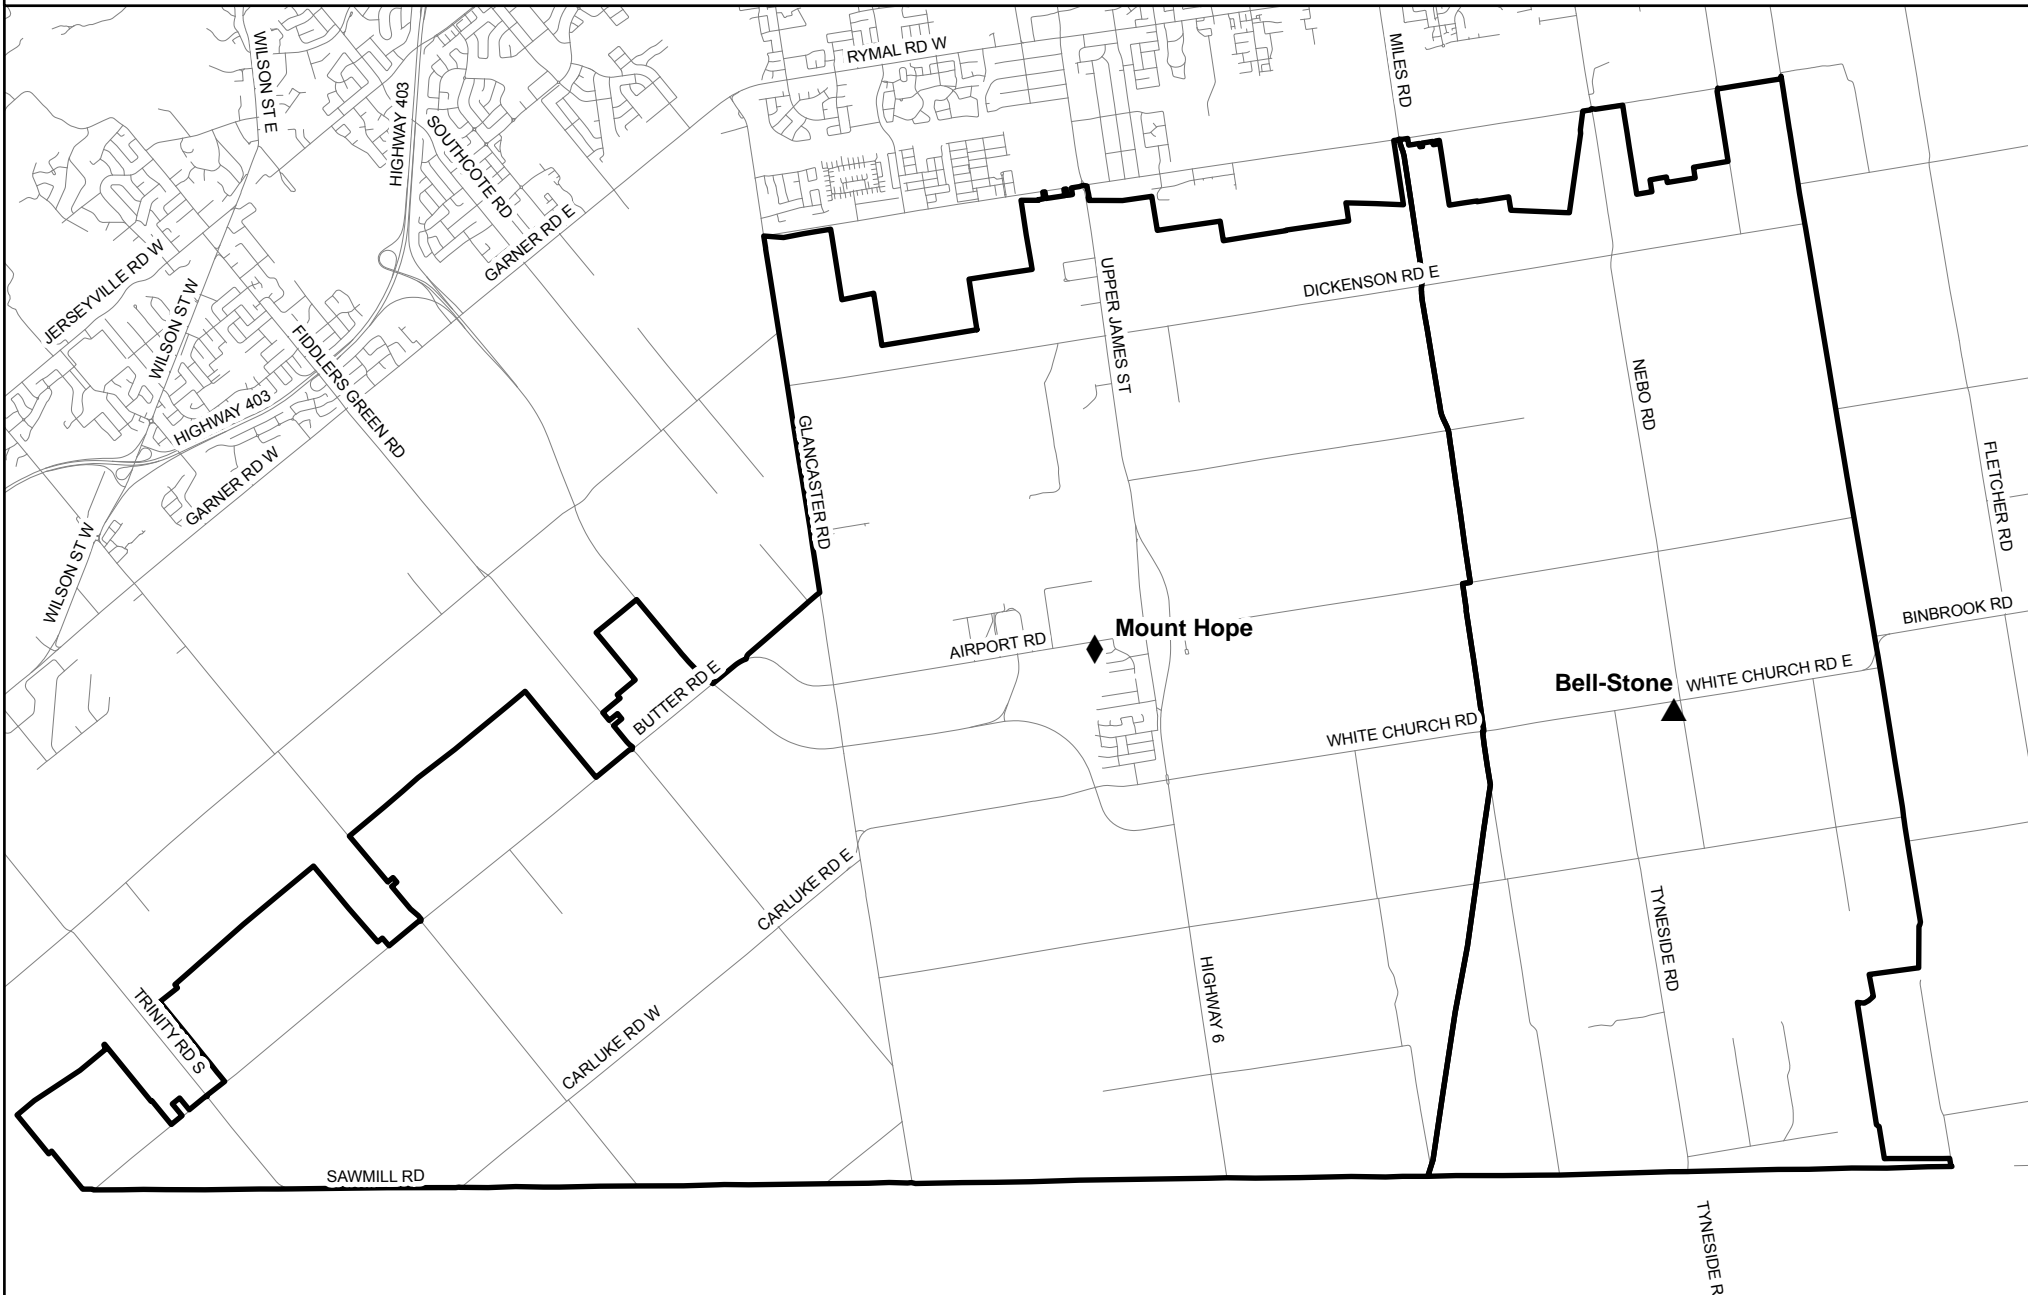 WILSON ST E
RYMAL RD W
MILES RD
HIGHWAY 403
SOUTHCOTE RD
GARNER RD E
JERSEYVILLE RD W
WILSON ST W
FIDDLERS GREEN RD
HIGHWAY 403
GARNER RD W
WILSON ST W
UPPER JAMES ST
DICKENSON RD E
NEBO RD
GLANCASTER RD
FLETCHER RD
BINBROOK RD
Mount Hope
AIRPORT RD
Bell-Stone
WHITE CHURCH RD E
BUTTER RD E
WHITE CHURCH RD
CARLUKE RD E
TYNESIDE RD
HIGHWAY 6
TRINITY RD S
CARLUKE RD W
SAWMILL RD
TYNESIDE R